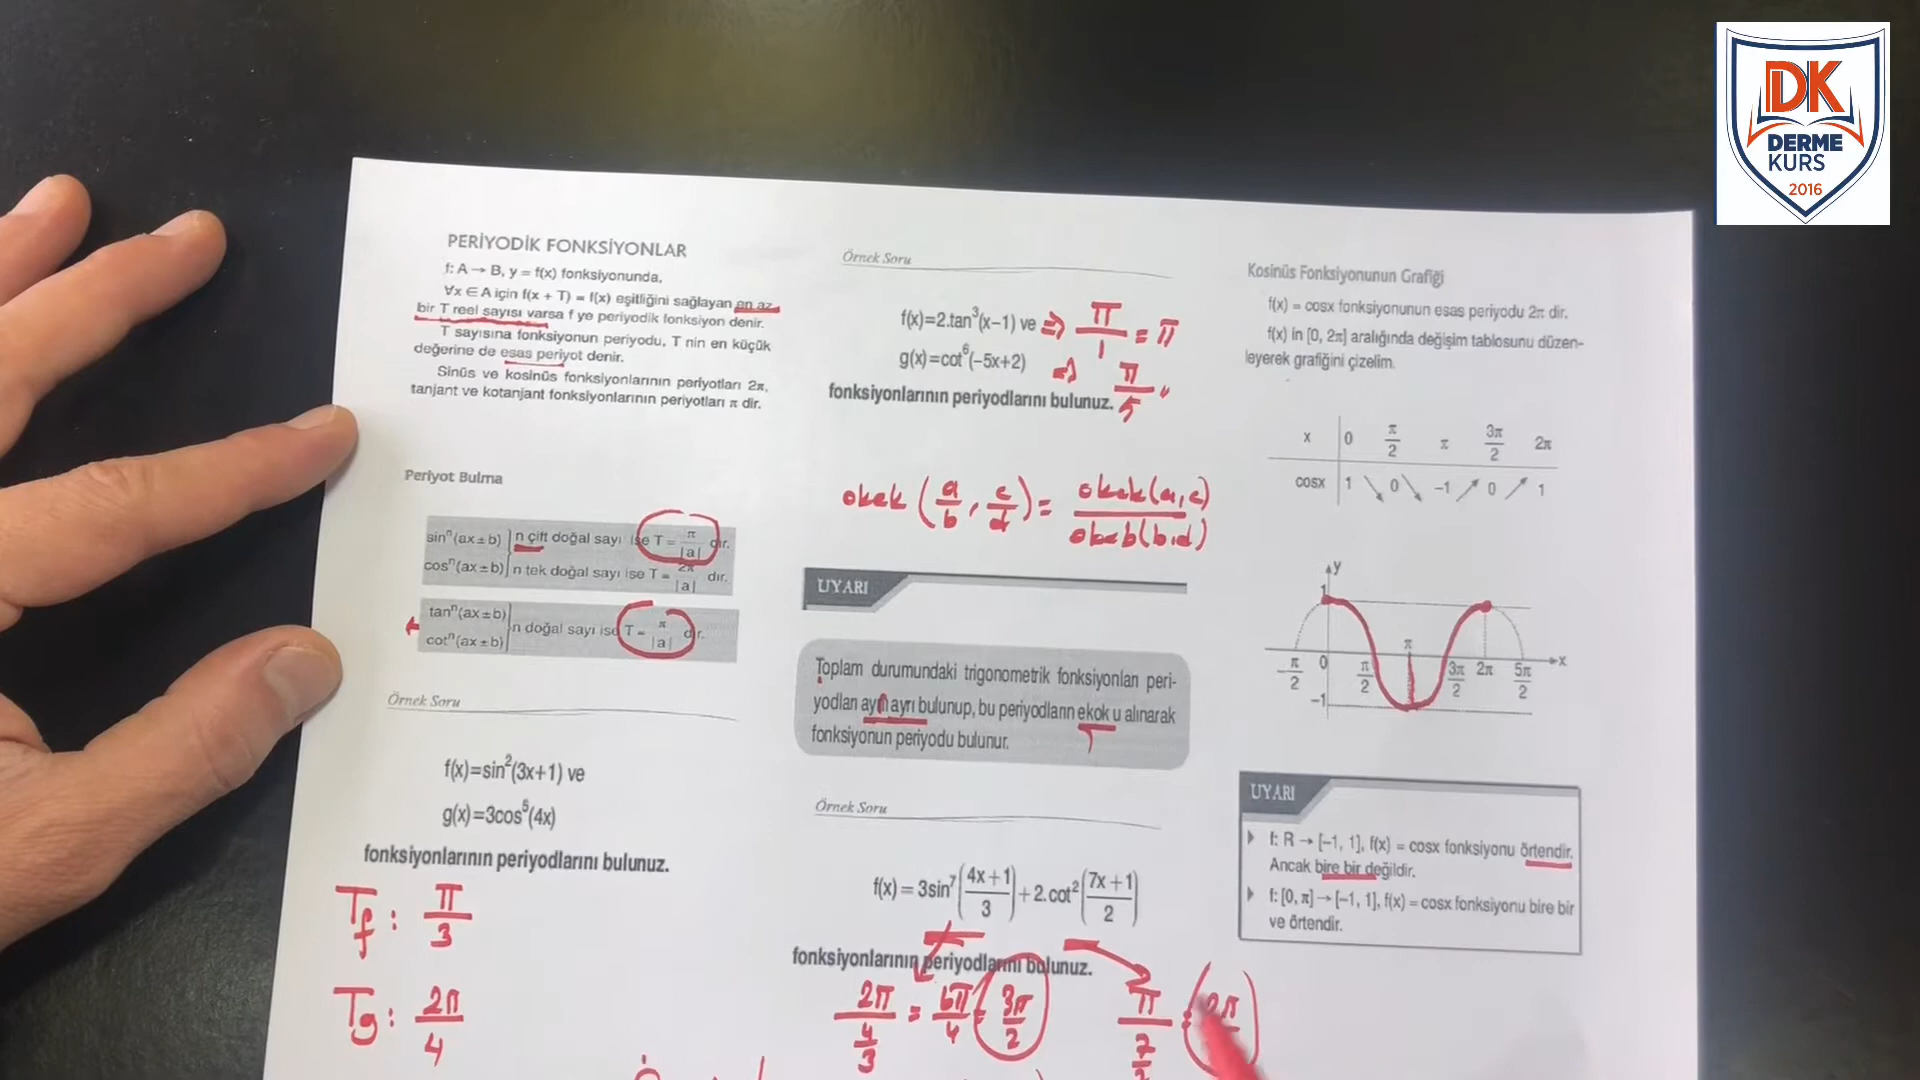 DK
DERME
KURS
2016
PERİYODİK FONKSİYONLAR
f: A → B, y = f(x) fonksiyonunda,
∀x ∈ A için f(x + T) = f(x) eşitliğini sağlayan en az
bir T reel sayısı varsa f ye periyodik fonksiyon denir.
T sayısına fonksiyonun periyodu, T nin en küçük
değerine de esas periyot denir.
Sinüs ve kosinüs fonksiyonlarının periyotları 2π,
tanjant ve kotanjant fonksiyonlarının periyotları π dir.
Periyot Bulma
sinⁿ(ax±b) n çift doğal sayı ise T = π/|a| dır.
cosⁿ(ax±b) n tek doğal sayı ise T = 2π/|a| dır.
tanⁿ(ax±b)
cotⁿ(ax±b) n doğal sayı ise T = π/|a| dır.
Örnek Soru
f(x)=sin²(3x+1) ve
g(x)=3cos⁵(4x)
fonksiyonlarının periyodlarını bulunuz.
Tf: π/3
Tg: 2π/4
Örnek Soru
f(x)=2.tan³(x−1) ve ⇒ π/1 = π
g(x)=cot⁶(−5x+2) ⇒ π/5
fonksiyonlarının periyodlarını bulunuz.
okek (a/b, c/d) = okek(a,c)/obeb(b,d)
UYARI
Toplam durumundaki trigonometrik fonksiyonları peri-
yodları ayrı ayrı bulunup, bu periyodların ekok u alınarak
fonksiyonun periyodu bulunur.
Örnek Soru
f(x) = 3sin⁷((4x+1)/3) + 2.cot²((7x+1)/2)
fonksiyonlarının periyodlarını bulunuz.
2π/(4/3) = 6π/4 = 3π/2 π/(7/2) = 2π
Kosinüs Fonksiyonunun Grafiği
f(x) = cosx fonksiyonunun esas periyodu 2π dir.
f(x) in [0, 2π] aralığında değişim tablosunu düzen-
leyerek grafiğini çizelim.
x 0 π/2 π 3π/2 2π
cosx 1 ↘ 0 ↘ −1 ↗ 0 ↗ 1
y
1
π
−π/2 0 π/2 3π/2 2π 5π/2 x
−1
UYARI
f: R → [−1, 1], f(x) = cosx fonksiyonu örtendir.
Ancak bire bir değildir.
f: [0, π] → [−1, 1], f(x) = cosx fonksiyonu bire bir
ve örtendir.